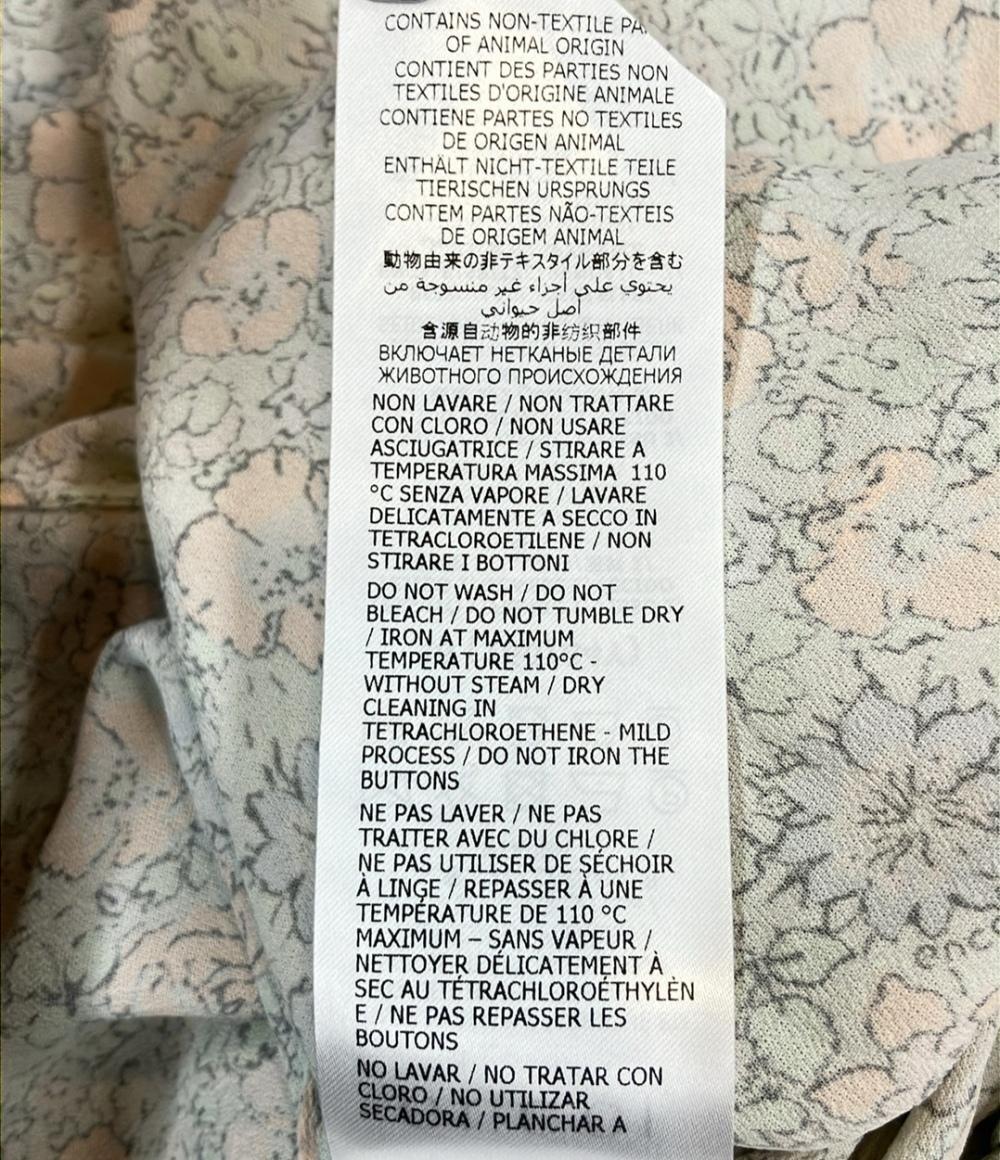 CONTAINS NON-TEXTILE
OF ANIMAL ORIGIN
CONTIENT DES PARTIES NON
TEXTILES D'ORIGINE ANIMALE
CONTIENE PARTES NO TEXTILES
DE ORIGEN ANIMAL
ENTHÄLT NICHT-TEXTILE TEILE
TIERISCHEN URSPRUNGS
CONTEM PARTES NÃO-TEXTEIS
DE ORIGEM ANIMAL
動物由来の非テキスタイル部分を含む
يحتوي على أجزاء غير منسوجة من
أصل حيواني
含源自动物的非纺织部件
ВКЛЮЧАЕТ НЕТКАНЫЕ ДЕТАЛИ
ЖИВОТНОГО ПРОИСХОЖДЕНИЯ
NON LAVARE / NON TRATTARE
CON CLORO / NON USARE
ASCIUGATRICE / STIRARE A
TEMPERATURA MASSIMA 110
°C SENZA VAPORE / LAVARE
DELICATAMENTE A SECCO IN
TETRACLOROETILENE / NON
STIRARE I BOTTONI
DO NOT WASH / DO NOT
BLEACH / DO NOT TUMBLE DRY
/ IRON AT MAXIMUM
TEMPERATURE 110°C -
WITHOUT STEAM / DRY
CLEANING IN
TETRACHLOROETHENE - MILD
PROCESS / DO NOT IRON THE
BUTTONS
NE PAS LAVER / NE PAS
TRAITER AVEC DU CHLORE /
NE PAS UTILISER DE SÉCHOIR
À LINGE / REPASSER À UNE
TEMPÉRATURE DE 110 °C
MAXIMUM – SANS VAPEUR /
NETTOYER DÉLICATEMENT À
SEC AU TÉTRACHLOROÉTHYLÈN
E / NE PAS REPASSER LES
BOUTONS
NO LAVAR / NO TRATAR CON
CLORO / NO UTILIZAR
SECADORA / PLANCHAR A